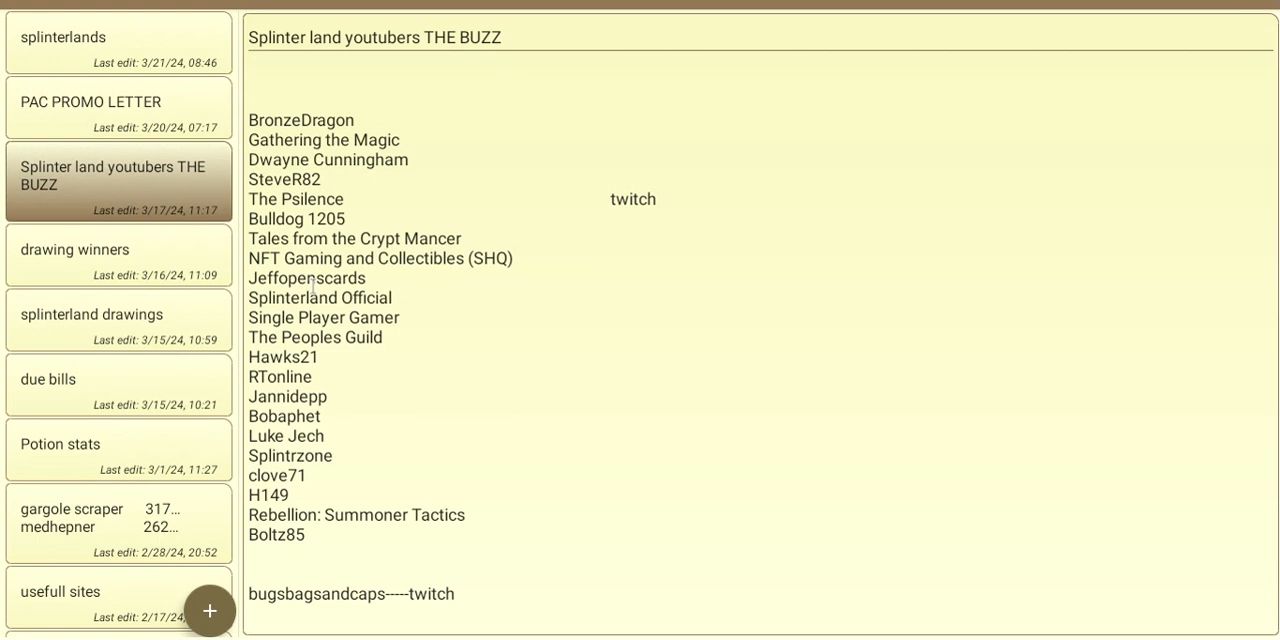 splinterlands
Last edit: 3/21/24, 08:46
PAC PROMO LETTER
Last edit: 3/20/24, 07:17
Splinter land youtubers THE
BUZZ
Last edit: 3/17/24, 11:17
drawing winners
Last edit: 3/16/24, 11:09
splinterland drawings
Last edit: 3/15/24, 10:59
due bills
Last edit: 3/15/24, 10:21
Potion stats
Last edit: 3/1/24, 11:27
gargole scraper 317...
medhepner 262...
Last edit: 2/28/24, 20:52
usefull sites
Last edit: 2/17/24,
+
Splinter land youtubers THE BUZZ
BronzeDragon
Gathering the Magic
Dwayne Cunningham
SteveR82
The Psilence twitch
Bulldog 1205
Tales from the Crypt Mancer
NFT Gaming and Collectibles (SHQ)
Jeffopenscards
Splinterland Official
Single Player Gamer
The Peoples Guild
Hawks21
RTonline
Jannidepp
Bobaphet
Luke Jech
Splintrzone
clove71
H149
Rebellion: Summoner Tactics
Boltz85
bugsbagsandcaps-----twitch